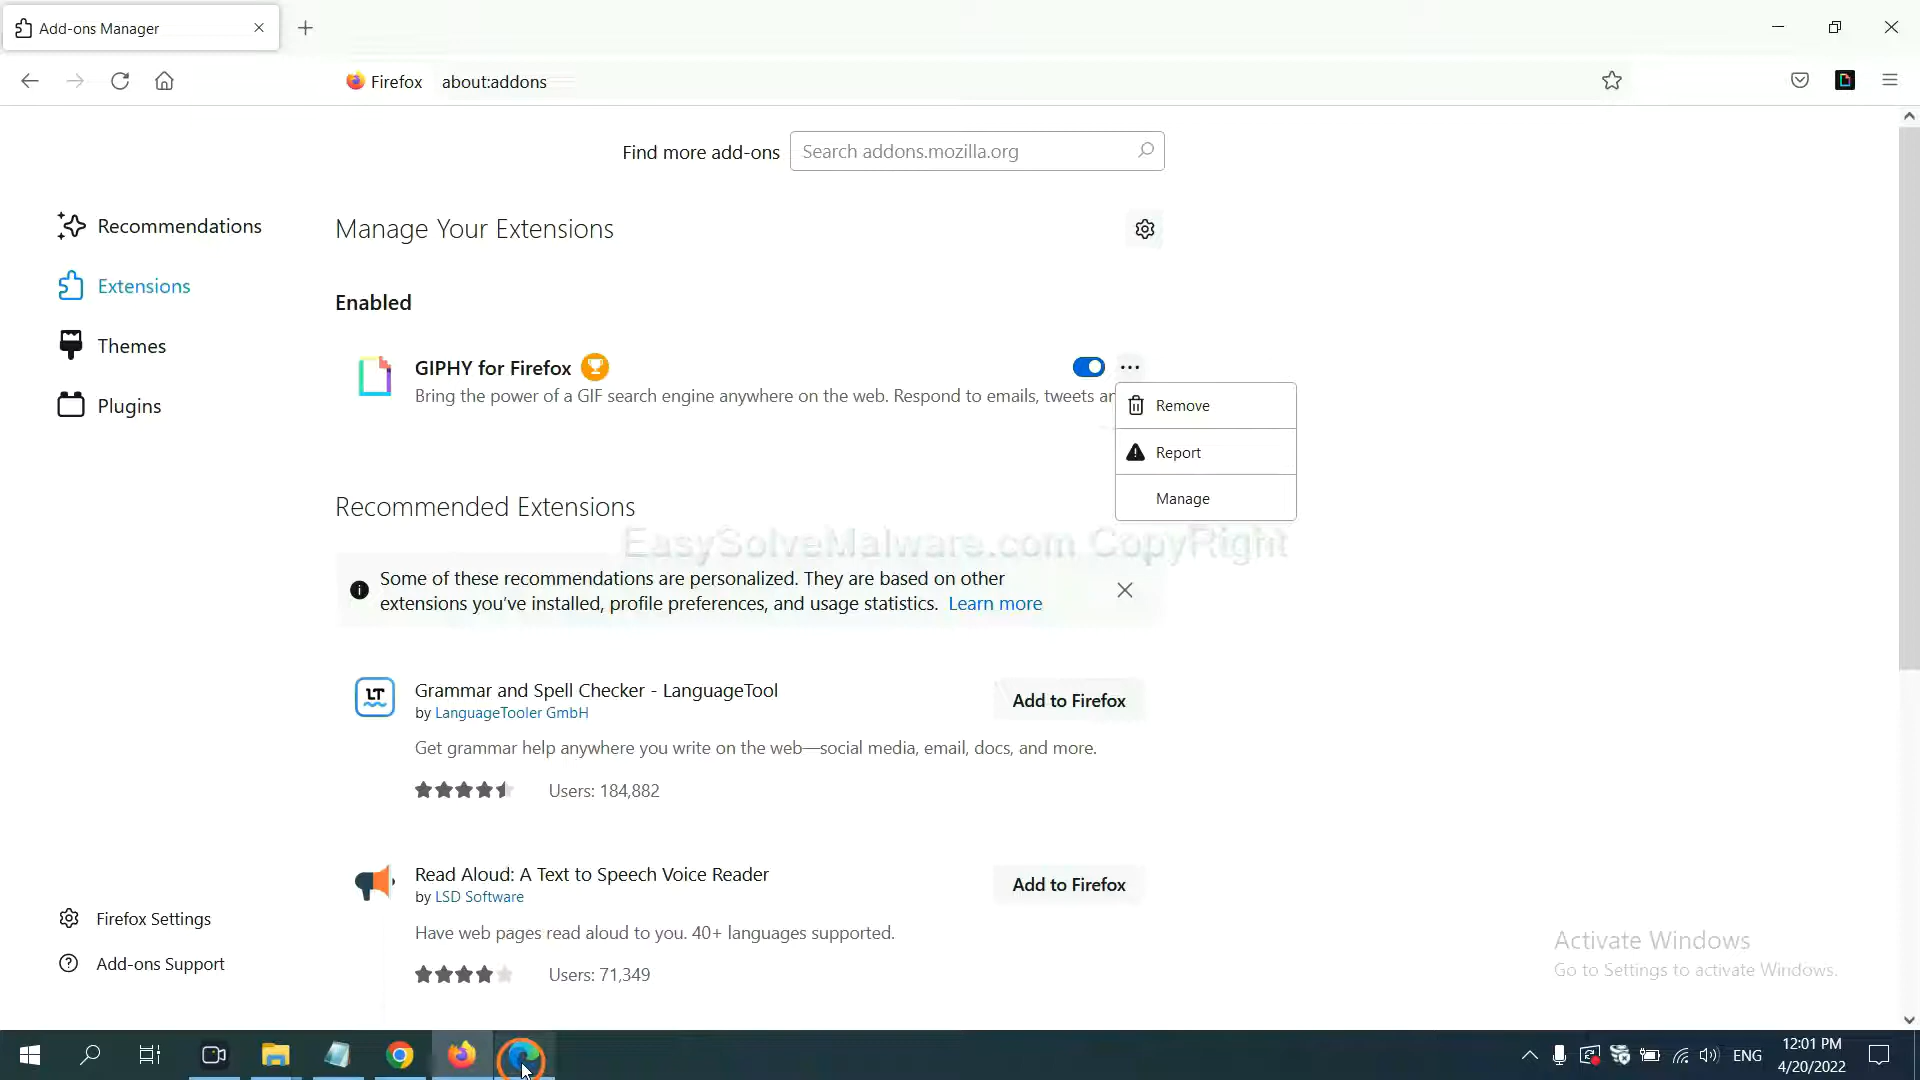 Add-ons Manager
Firefox about:addons
Find more add-ons Search addons.mozilla.org
Recommendations
Extensions
Themes
Plugins
Manage Your Extensions
Enabled
GIPHY for Firefox
Bring the power of a GIF search engine anywhere on the web. Respond to emails, tweets ar
Remove
Report
Manage
Recommended Extensions
EasySolveMalware.com CopyRight
Some of these recommendations are personalized. They are based on other
extensions you've installed, profile preferences, and usage statistics. Learn more
LT
Grammar and Spell Checker - LanguageTool
by LanguageTooler GmbH
Add to Firefox
Get grammar help anywhere you write on the web—social media, email, docs, and more.
Users: 184,882
Read Aloud: A Text to Speech Voice Reader
by LSD Software
Add to Firefox
Have web pages read aloud to you. 40+ languages supported.
Users: 71,349
Firefox Settings
Add-ons Support
Activate Windows
Go to Settings to activate Windows.
ENG
12:01 PM
4/20/2022